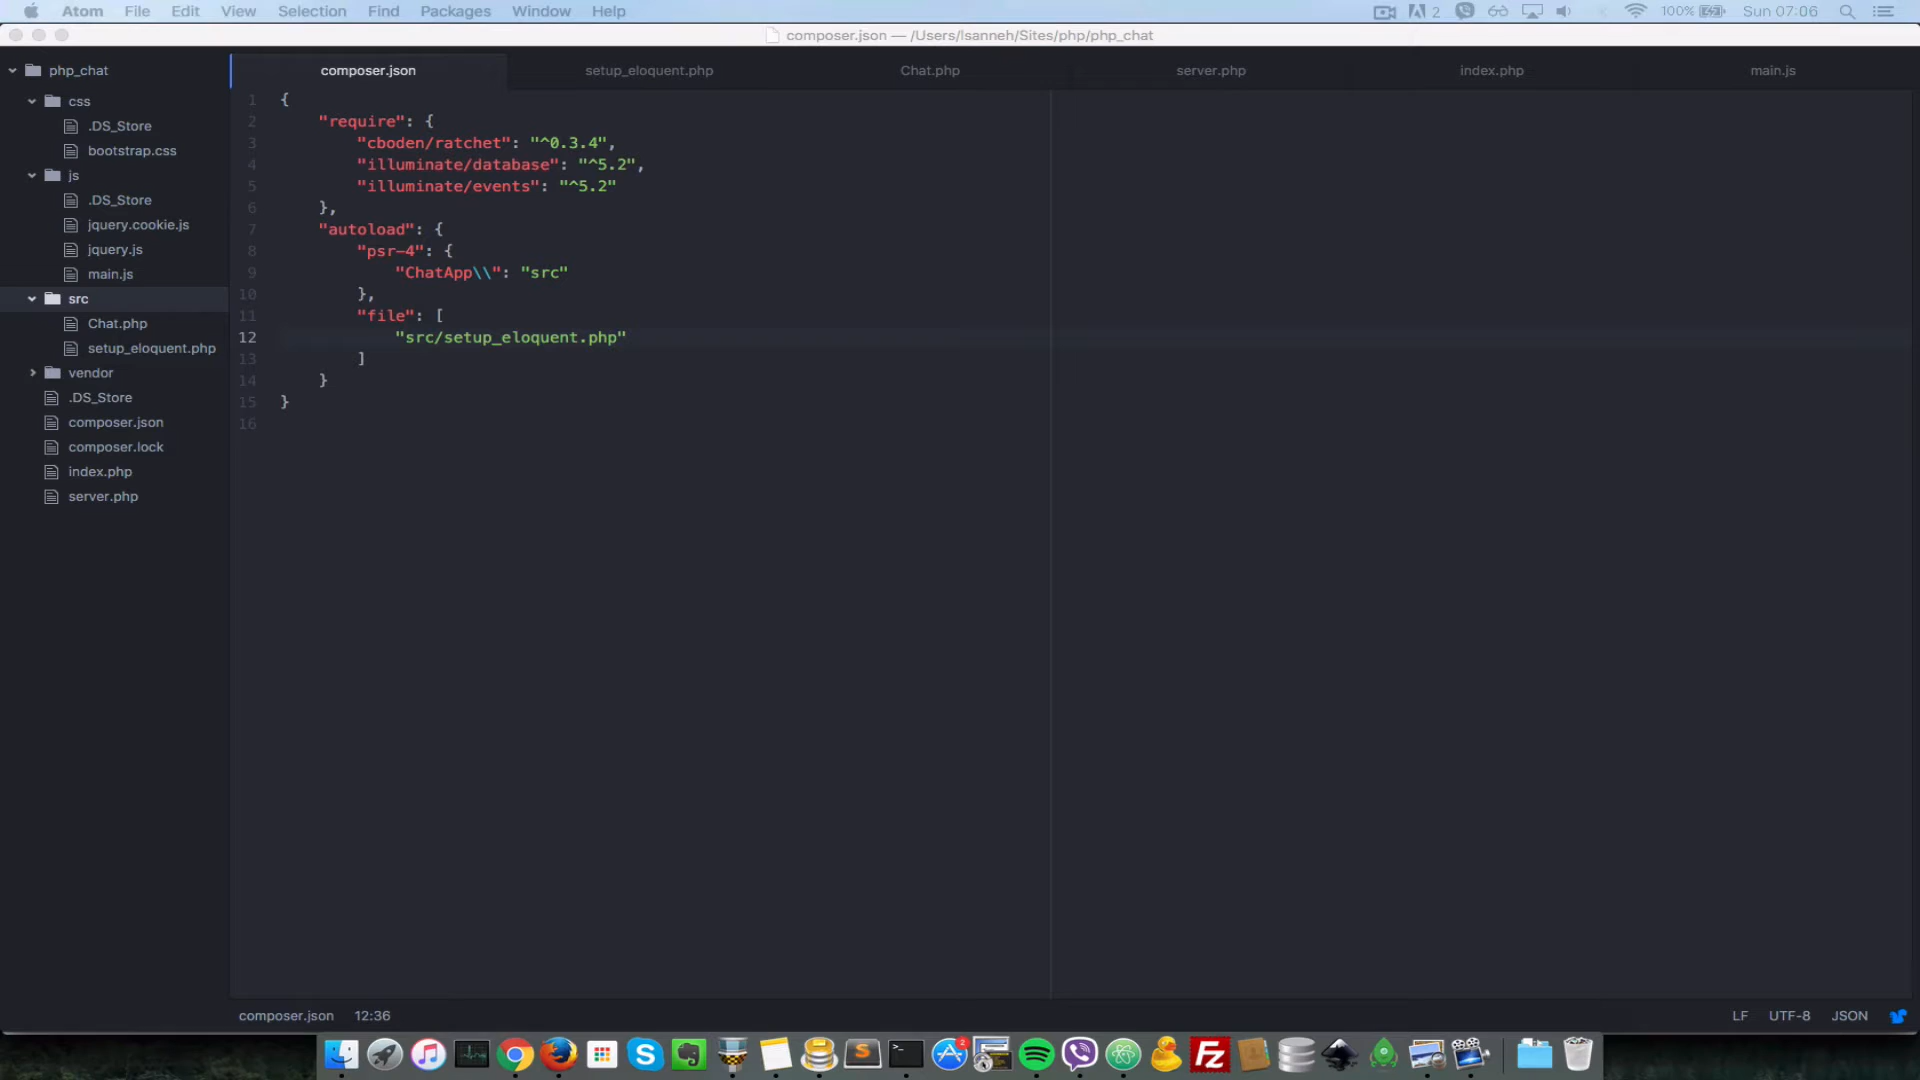 Atom File Edit View Selection Find Packages Window Help 2 100% Sun 07:06
composer.json — /Users/lsanneh/Sites/php/php_chat
php_chat
css
.DS_Store
bootstrap.css
js
.DS_Store
jquery.cookie.js
jquery.js
main.js
src
Chat.php
setup_eloquent.php
vendor
.DS_Store
composer.json
composer.lock
index.php
server.php
composer.json setup_eloquent.php Chat.php server.php index.php main.js
1 {
2 "require": {
3 "cboden/ratchet": "^0.3.4",
4 "illuminate/database": "^5.2",
5 "illuminate/events": "^5.2"
6 },
7 "autoload": {
8 "psr-4": {
9 "ChatApp\\": "src"
10 },
11 "file": [
12 "src/setup_eloquent.php"
13 ]
14 }
15 }
16
composer.json 12:36 LF UTF-8 JSON
2